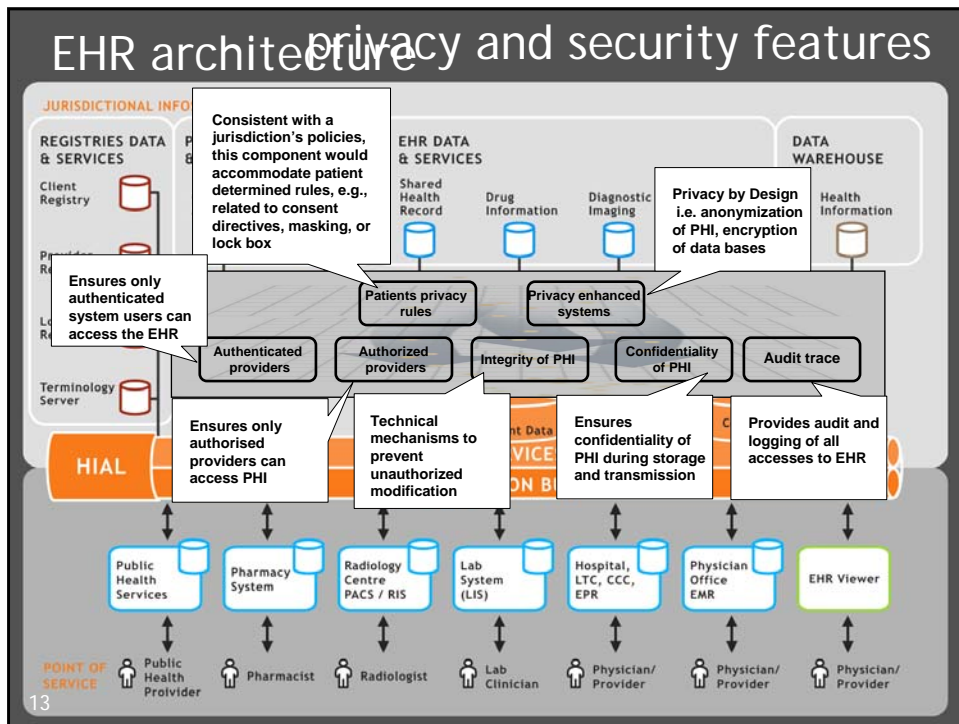 EHR architecture
privacy and security features
JURISDICTIONAL INFO
REGISTRIES DATA
& SERVICES
Client
Registry
Re
Re
Terminology
Server
Ensures only
authenticated
system users can
access the EHR
Consistent with a
jurisdiction's policies,
this component would
accommodate patient
determined rules, e.g.,
related to consent
directives, masking, or
lock box
P
&
EHR DATA
& SERVICES
Shared
Health
Record
Drug
Information
Diagnostic
Imaging
DATA
WAREHOUSE
Health
Information
Privacy by Design
i.e. anonymization
of PHI, encryption
of data bases
Patients privacy
rules
Privacy enhanced
systems
Authenticated
providers
Authorized
providers
Integrity of PHI
Confidentiality
of PHI
Audit trace
Ensures only
authorised
providers can
access PHI
Technical
mechanisms to
prevent
unauthorized
modification
Ensures
confidentiality of
PHI during storage
and transmission
Provides audit and
logging of all
accesses to EHR
HIAL
Data
Public
Health
Services
Pharmacy
System
Radiology
Centre
PACS / RIS
Lab
System
(LIS)
Hospital,
LTC, CCC,
EPR
Physician
Office
EMR
EHR Viewer
POINT OF
SERVICE
Public
Health
Proivider
Pharmacist
Radiologist
Lab
Clinician
Physician/
Provider
Physician/
Provider
Physician/
Provider
13